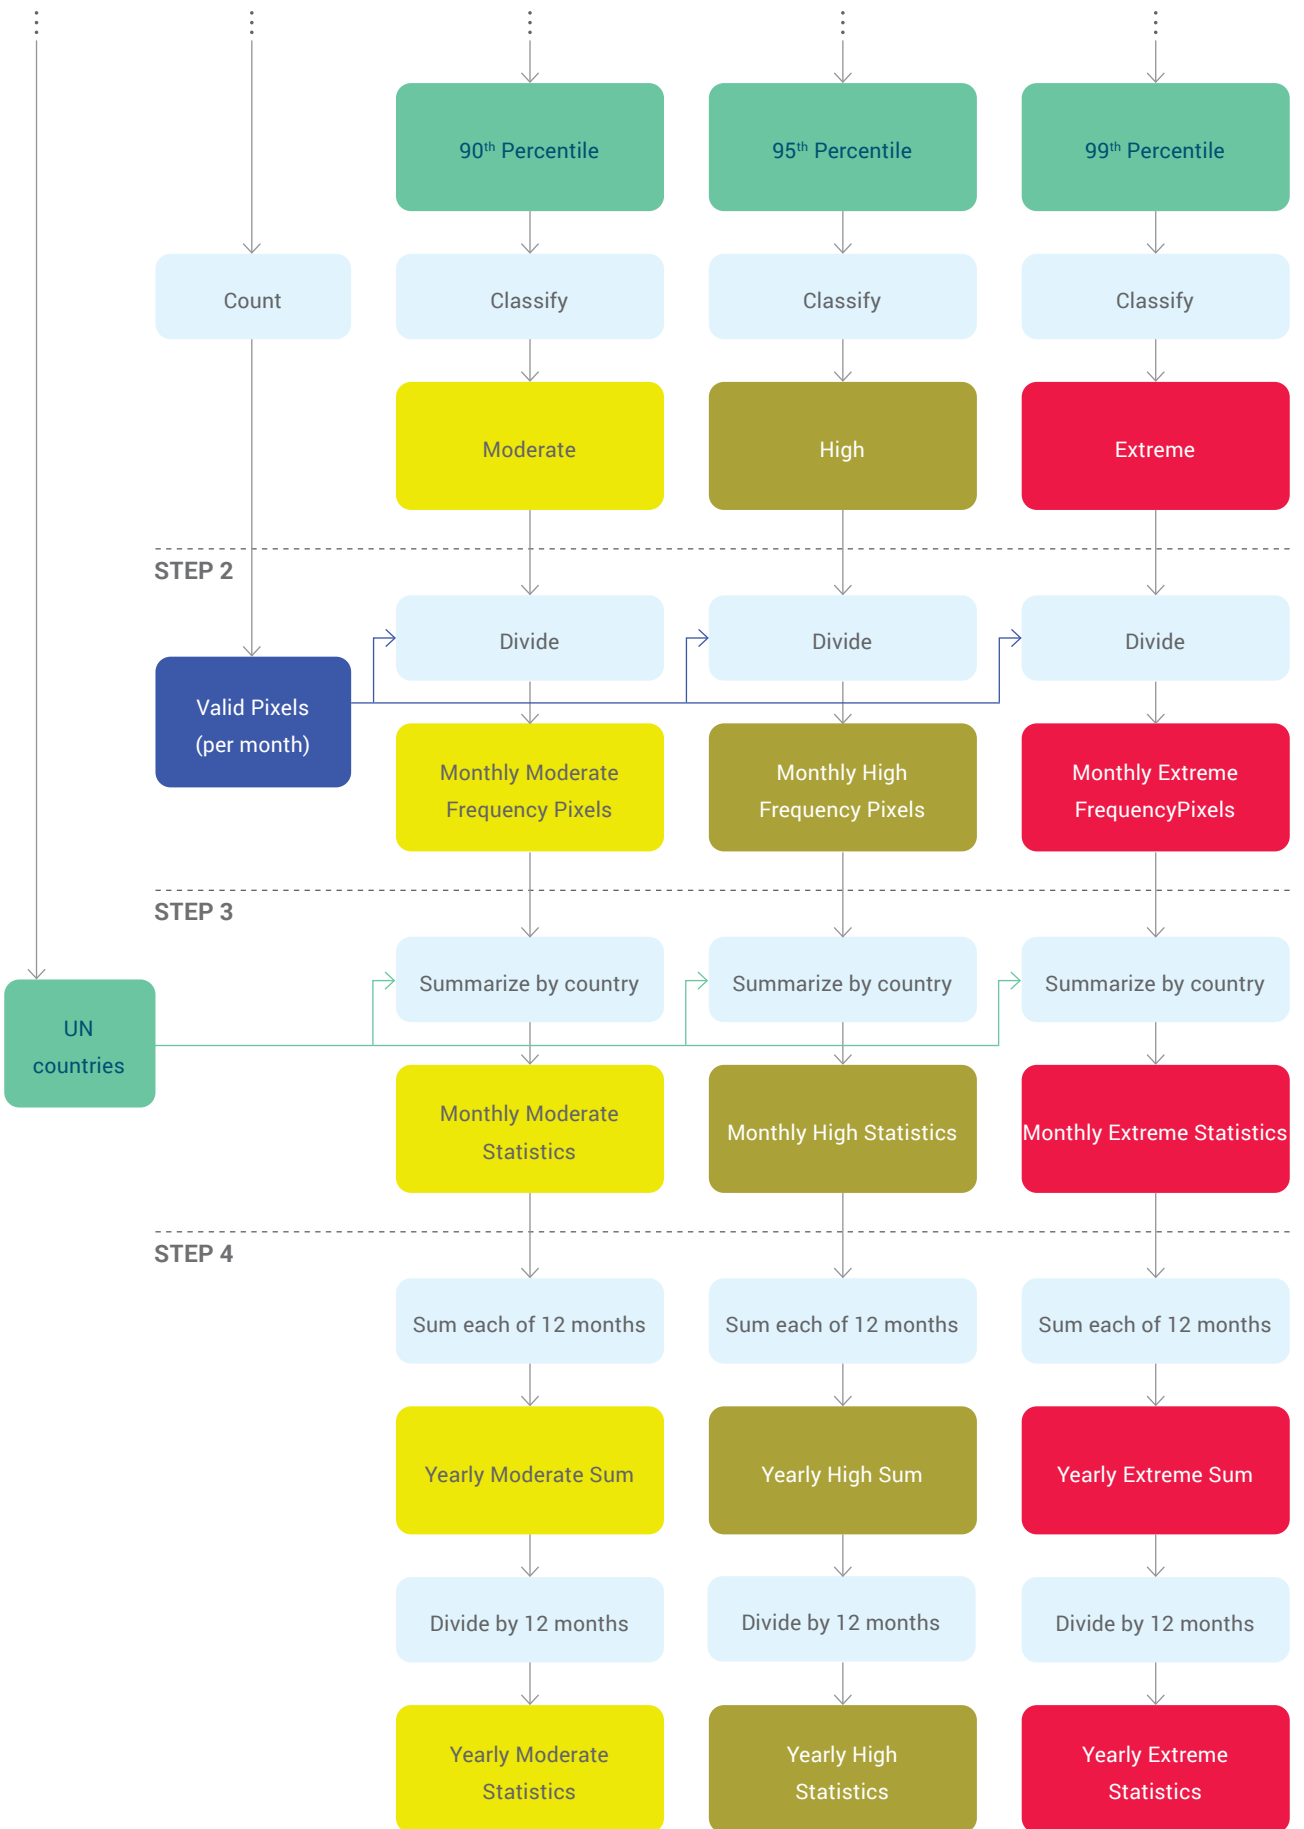 90th Percentile
95th Percentile
99th Percentile
Count
Classify
Classify
Classify
Moderate
High
Extreme
STEP 2
Divide
Divide
Divide
Valid Pixels
(per month)
Monthly Moderate
Frequency Pixels
Monthly High
Frequency Pixels
Monthly Extreme
FrequencyPixels
STEP 3
Summarize by country
Summarize by country
Summarize by country
UN
countries
Monthly Moderate
Statistics
Monthly High Statistics
Monthly Extreme Statistics
STEP 4
Sum each of 12 months
Sum each of 12 months
Sum each of 12 months
Yearly Moderate Sum
Yearly High Sum
Yearly Extreme Sum
Divide by 12 months
Divide by 12 months
Divide by 12 months
Yearly Moderate
Statistics
Yearly High
Statistics
Yearly Extreme
Statistics